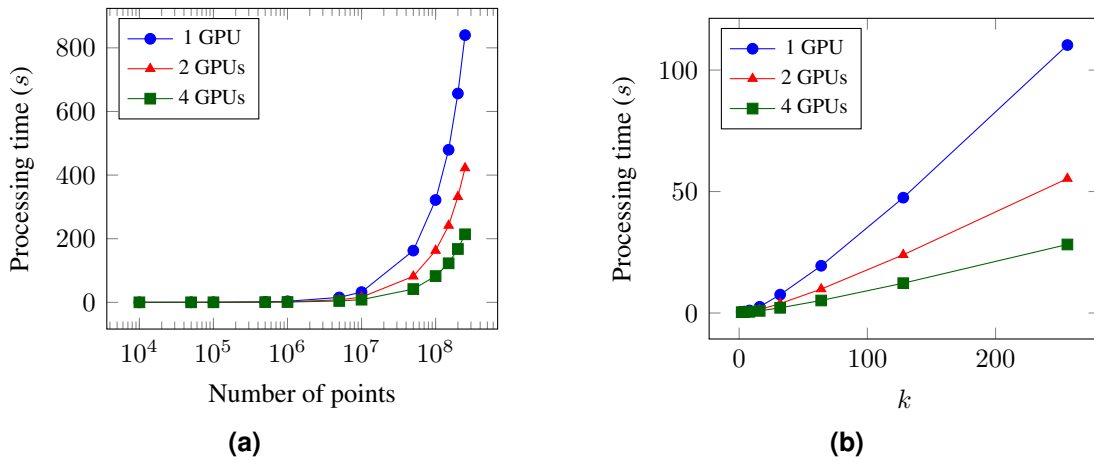 1 GPU
2 GPUs
4 GPUs
800
600
400
200
0
Processing time (s)
10^4
10^5
10^6
10^7
10^8
Number of points
(a)
1 GPU
2 GPUs
4 GPUs
100
50
0
Processing time (s)
0
100
200
k
(b)